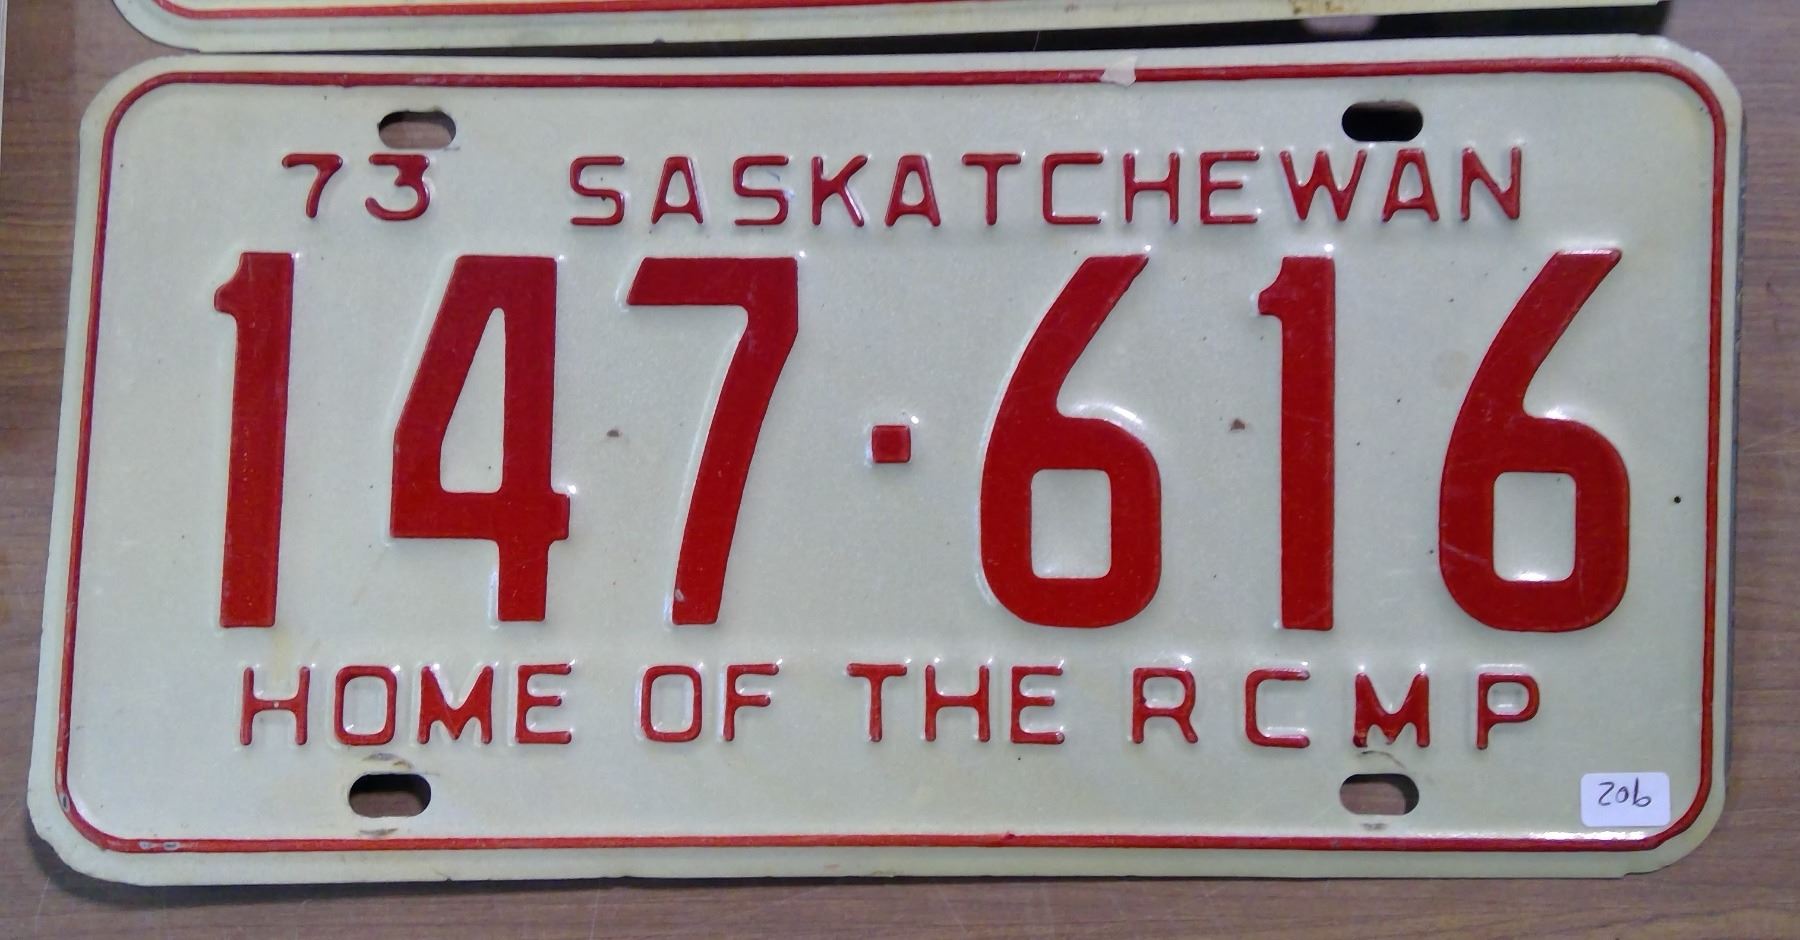 73 SASKATCHEWAN
147·616
HOME OF THE RCMP
206